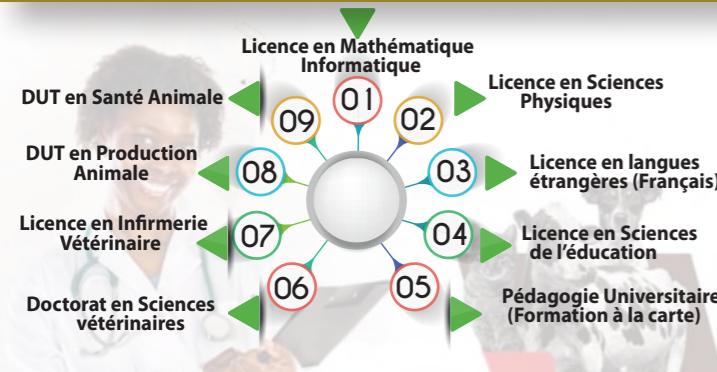 Licence en Mathématique
Informatique
01
Licence en Sciences
Physiques
02
Licence en langues
étrangères (Français)
03
Licence en Sciences
de l'éducation
04
Pédagogie Universitaire
(Formation à la carte)
05
Doctorat en Sciences
vétérinaires
06
Licence en Infirmerie
Vétérinaire
07
DUT en Production
Animale
08
DUT en Santé Animale
09